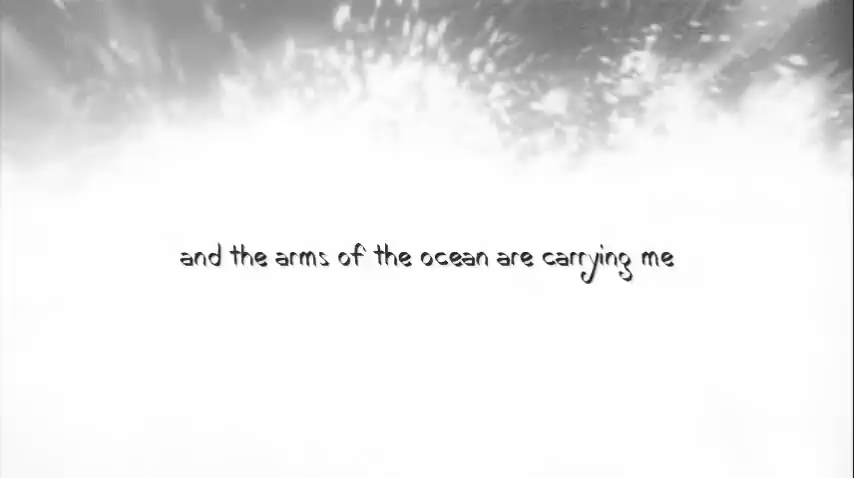 and the arms of the ocean are carrying me